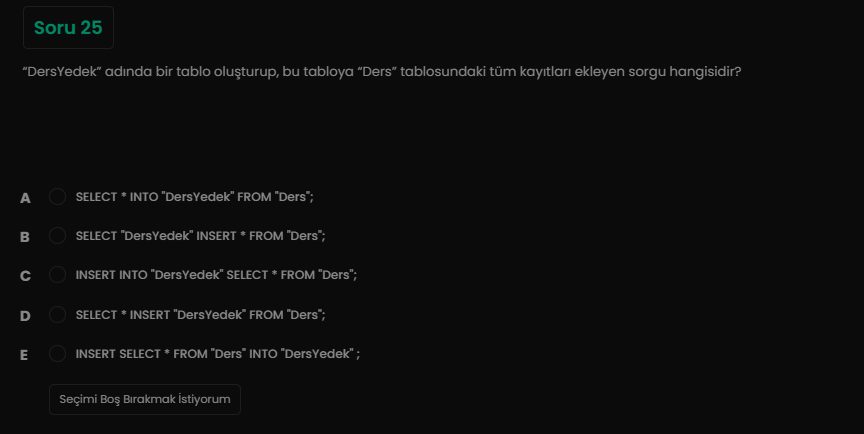 Soru 25
“DersYedek” adında bir tablo oluşturup, bu tabloya “Ders” tablosundaki tüm kayıtları ekleyen sorgu hangisidir?
A SELECT * INTO "DersYedek" FROM "Ders";
B SELECT "DersYedek" INSERT * FROM "Ders";
C INSERT INTO "DersYedek" SELECT * FROM "Ders";
D SELECT * INSERT "DersYedek" FROM "Ders";
E INSERT SELECT * FROM "Ders" INTO "DersYedek" ;
Seçimi Boş Bırakmak İstiyorum